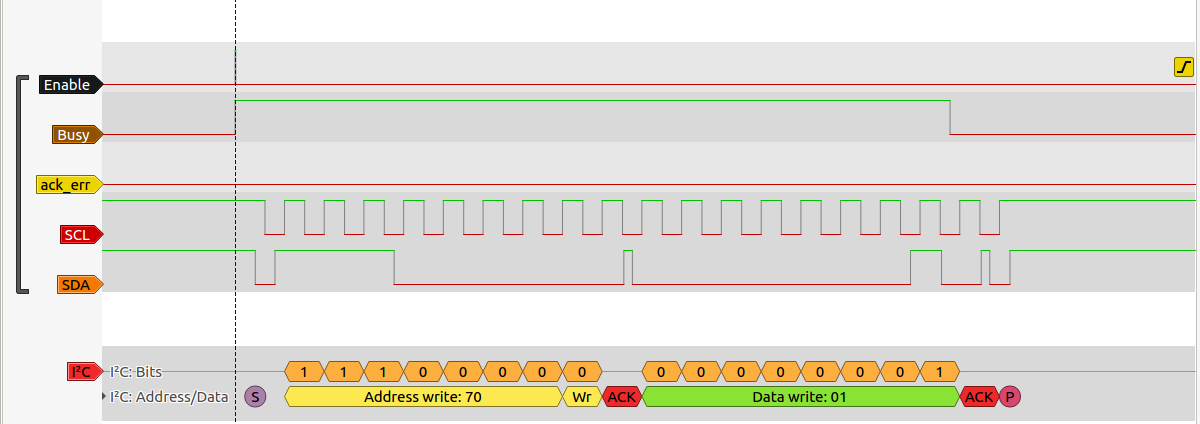 Enable
Busy
ack_err
SCL
SDA
I²C I²C: Bits 1 1 1 0 0 0 0 0 0 0 0 0 0 0 0 1
I²C: Address/Data S Address write: 70 Wr ACK Data write: 01 ACK P